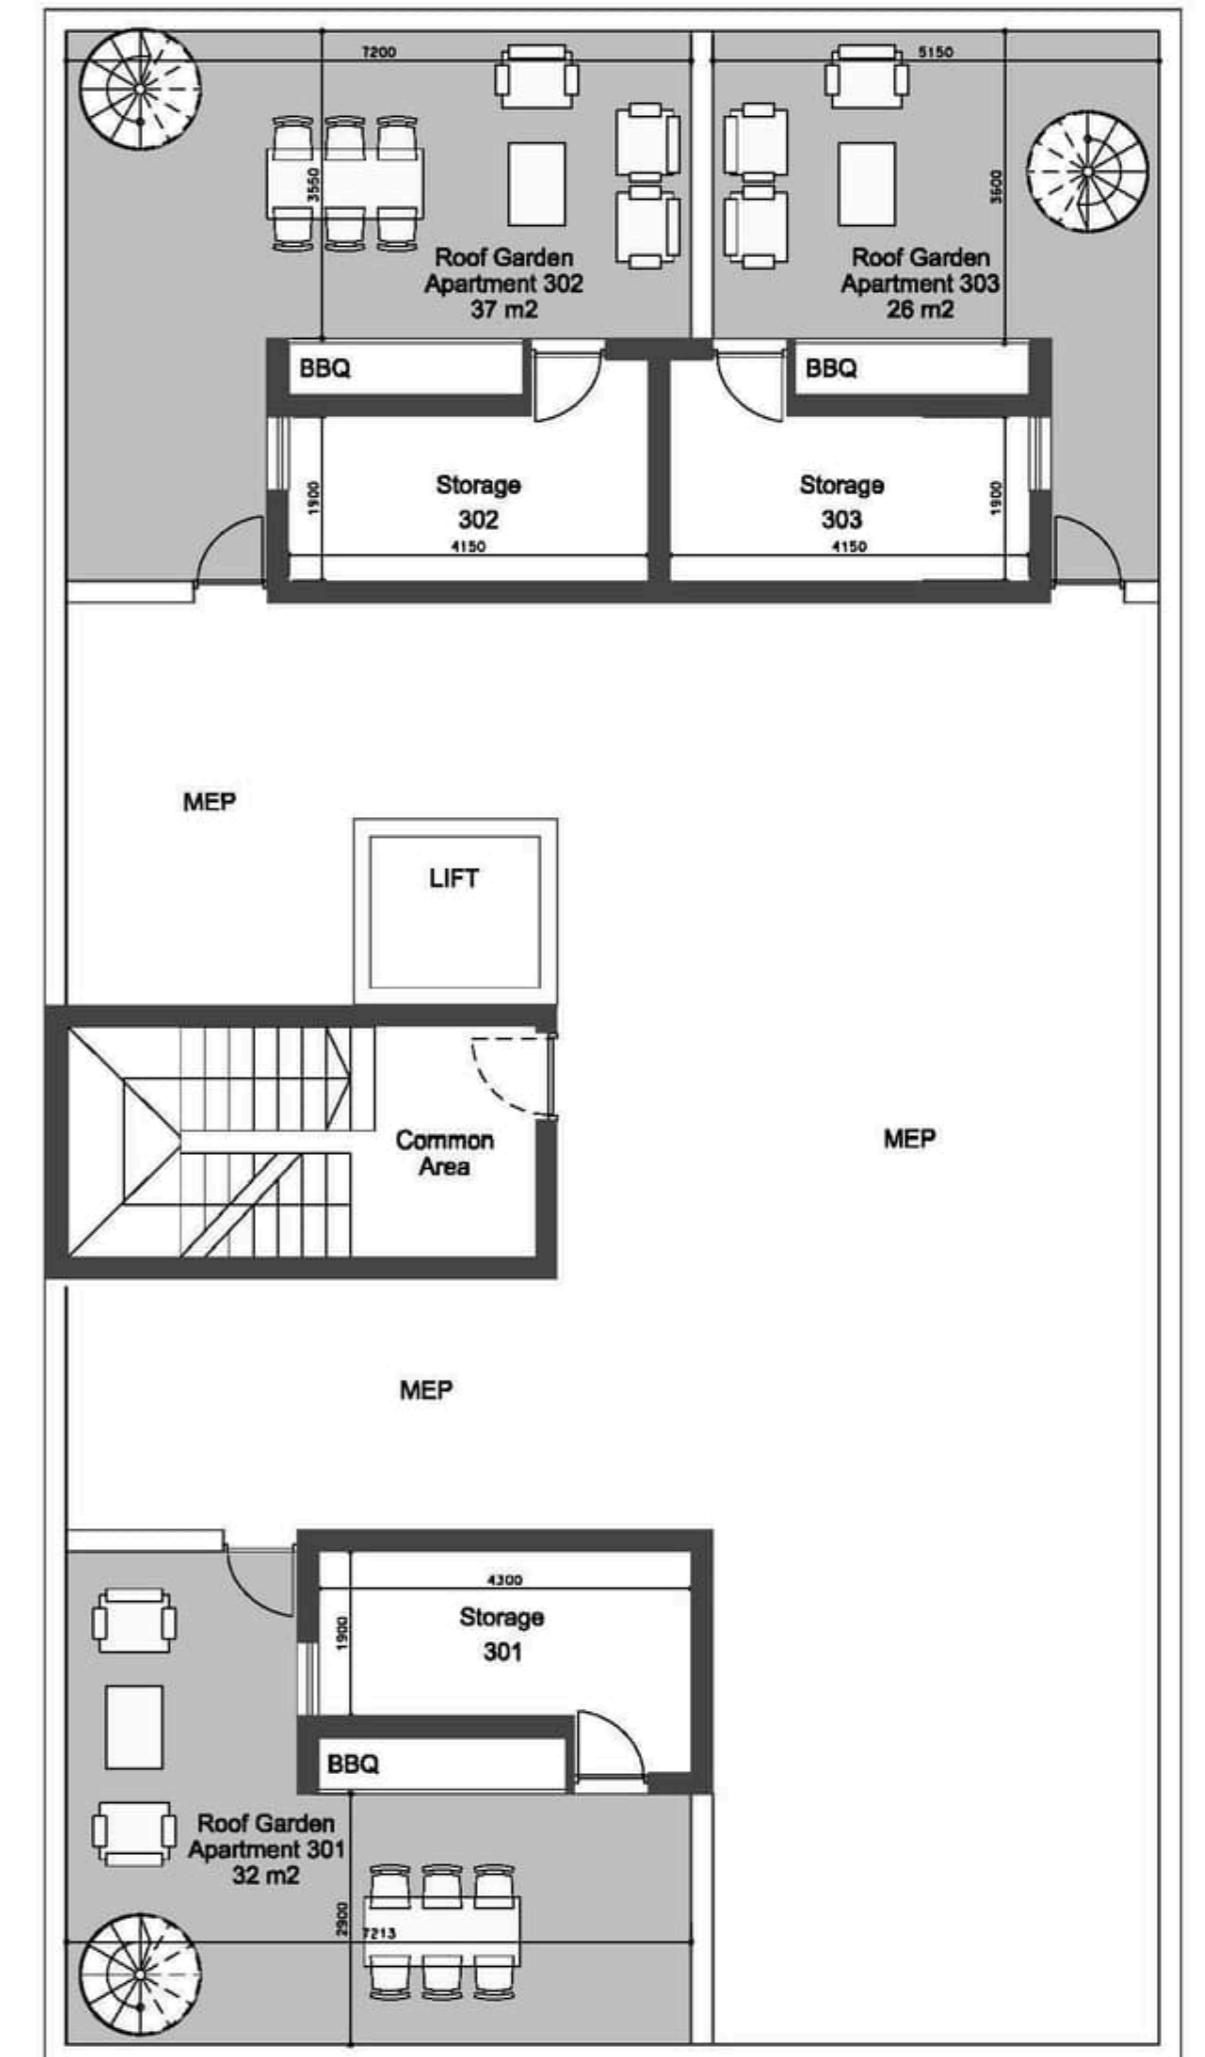 7200
5150
3550
3600
Roof Garden
Apartment 302
37 m2
Roof Garden
Apartment 303
26 m2
BBQ
BBQ
1900
Storage
302
4150
Storage
303
4150
1900
MEP
LIFT
Common
Area
MEP
MEP
4300
1900
Storage
301
BBQ
Roof Garden
Apartment 301
32 m2
2900
7213